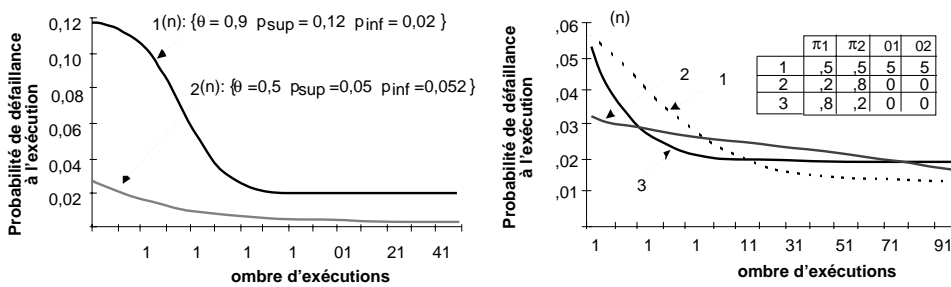 Probabilité de défaillance
à l'exécution
0,12
0,10
0,08
0,06
0,04
0,02
1(n): {θ = 0,9 psup = 0,12 pinf = 0,02 }
2(n): {θ = 0,5 psup = 0,05 pinf = 0,052 }
1 1 1 1 01 21 41
ombre d'exécutions
Probabilité de défaillance
à l'exécution
,06
,05
,04
,03
,02
,01
(n)
π1 π2 01 02
1 ,5 ,5 5 5
2 ,2 ,8 0 0
3 ,8 ,2 0 0
2 1
3
1 1 1 11 31 51 71 91
ombre d'exécutions